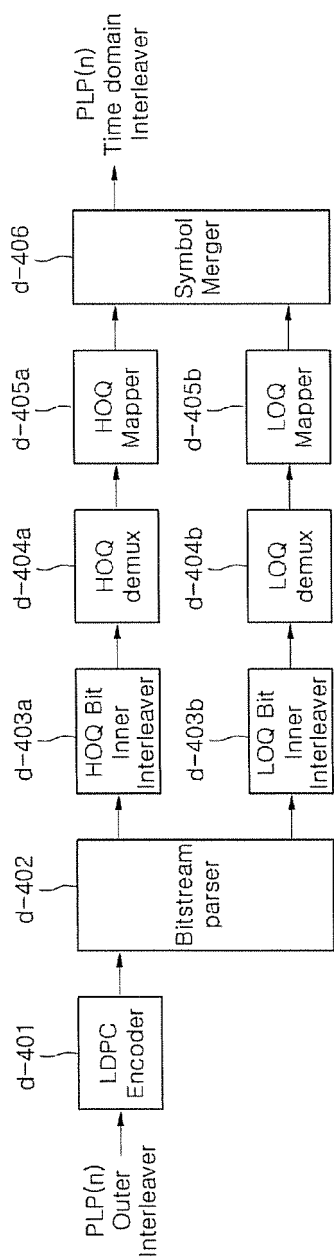 PLP(n)
Outer
Interleaver
d-401
LDPC
Encoder
d-402
Bitstream
parser
d-403a
HOQ Bit
Inner
Interleaver
d-404a
HOQ
demux
d-405a
HOQ
Mapper
d-403b
LOQ Bit
Inner
Interleaver
d-404b
LOQ
demux
d-405b
LOQ
Mapper
d-406
Symbol
Merger
PLP(n)
Time domain
Interleaver